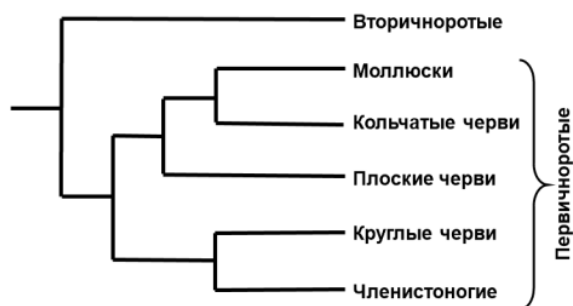 Вторичноротые
Моллюски
Кольчатые черви
Плоские черви
Круглые черви
Членистоногие
Первичноротые